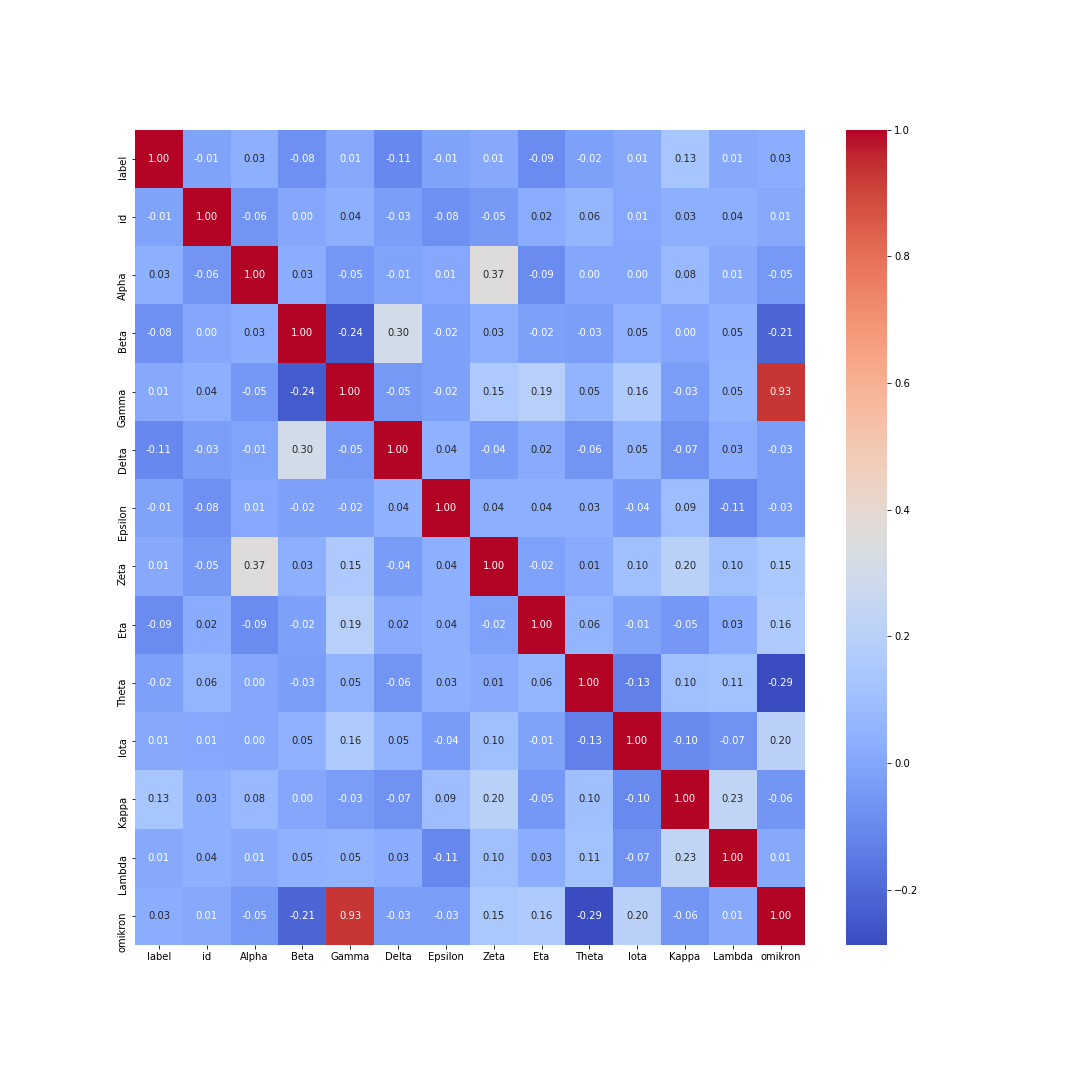 label 1.00 -0.01 0.03 -0.08 0.01 -0.11 -0.01 0.01 -0.09 -0.02 0.01 0.13 0.01 0.03
id -0.01 1.00 -0.06 0.00 0.04 -0.03 -0.08 -0.05 0.02 0.06 0.01 0.03 0.04 0.01
Alpha 0.03 -0.06 1.00 0.03 -0.05 -0.01 0.01 0.37 -0.09 0.00 0.00 0.08 0.01 -0.05
Beta -0.08 0.00 0.03 1.00 -0.24 0.30 -0.02 0.03 -0.02 -0.03 0.05 0.00 0.05 -0.21
Gamma 0.01 0.04 -0.05 -0.24 1.00 -0.05 -0.02 0.15 0.19 0.05 0.16 -0.03 0.05 0.93
Delta -0.11 -0.03 -0.01 0.30 -0.05 1.00 0.04 -0.04 0.02 -0.06 0.05 -0.07 0.03 -0.03
Epsilon -0.01 -0.08 0.01 -0.02 -0.02 0.04 1.00 0.04 0.04 0.03 -0.04 0.09 -0.11 -0.03
Zeta 0.01 -0.05 0.37 0.03 0.15 -0.04 0.04 1.00 -0.02 0.01 0.10 0.20 0.10 0.15
Eta -0.09 0.02 -0.09 -0.02 0.19 0.02 0.04 -0.02 1.00 0.06 -0.01 -0.05 0.03 0.16
Theta -0.02 0.06 0.00 -0.03 0.05 -0.06 0.03 0.01 0.06 1.00 -0.13 0.10 0.11 -0.29
Iota 0.01 0.01 0.00 0.05 0.16 0.05 -0.04 0.10 -0.01 -0.13 1.00 -0.10 -0.07 0.20
Kappa 0.13 0.03 0.08 0.00 -0.03 -0.07 0.09 0.20 -0.05 0.10 -0.10 1.00 0.23 -0.06
Lambda 0.01 0.04 0.01 0.05 0.05 0.03 -0.11 0.10 0.03 0.11 -0.07 0.23 1.00 0.01
omikron 0.03 0.01 -0.05 -0.21 0.93 -0.03 -0.03 0.15 0.16 -0.29 0.20 -0.06 0.01 1.00
label id Alpha Beta Gamma Delta Epsilon Zeta Eta Theta Iota Kappa Lambda omikron
1.0
0.8
0.6
0.4
0.2
0.0
−0.2